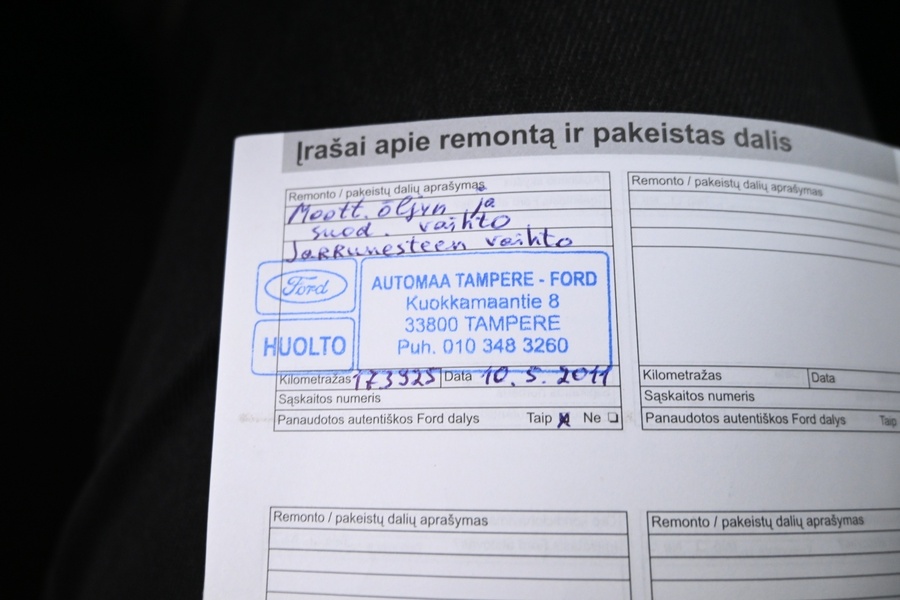 Įrašai apie remontą ir pakeistas dalis
Remonto / pakeistų dalių aprašymas
Moott. öljyn ja
suod. vaihto
Jarrunesteen vaihto
Ford
HUOLTO
AUTOMAA TAMPERE - FORD
Kuokkamaantie 8
33800 TAMPERE
Puh. 010 348 3260
Kilometražas 173925 Data 10. 5. 2011
Sąskaitos numeris
Panaudotos autentiškos Ford dalys Taip Ne
Remonto / pakeistų dalių aprašymas
Kilometražas Data
Sąskaitos numeris
Panaudotos autentiškos Ford dalys Taip
Remonto / pakeistų dalių aprašymas
Remonto / pakeistų dalių aprašymas